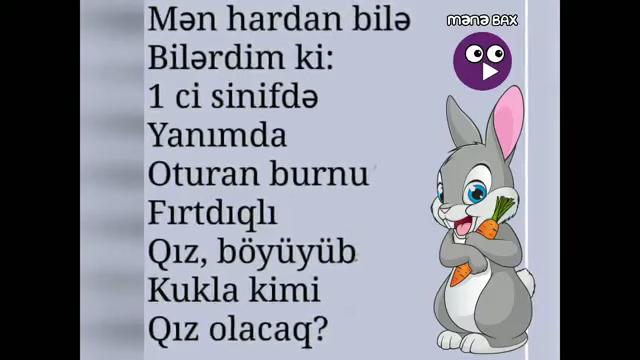 Mən hardan bilə
Bilərdim ki:
1 ci sinifdə
Yanımda
Oturan burnu
Fırtdıqlı
Qız, böyüyüb
Kukla kimi
Qız olacaq?
mənə BAX